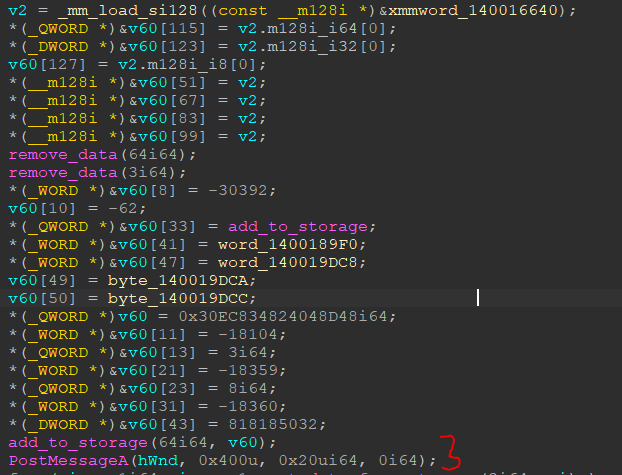 v2 = _mm_load_si128((const __m128i *)&xmmword_140016640);
*(_QWORD *)&v60[115] = v2.m128i_i64[0];
*(_DWORD *)&v60[123] = v2.m128i_i32[0];
v60[127] = v2.m128i_i8[0];
*(__m128i *)&v60[51] = v2;
*(__m128i *)&v60[67] = v2;
*(__m128i *)&v60[83] = v2;
*(__m128i *)&v60[99] = v2;
remove_data(64i64);
remove_data(3i64);
*(_WORD *)&v60[8] = -30392;
v60[10] = -62;
*(_QWORD *)&v60[33] = add_to_storage;
*(_DWORD *)&v60[41] = word_1400189F0;
*(_WORD *)&v60[47] = word_140019DC8;
v60[49] = byte_140019DCA;
v60[50] = byte_140019DCC;
*(_QWORD *)v60 = 0x30EC834824048D48i64;
*(_WORD *)&v60[11] = -18104;
*(_QWORD *)&v60[13] = 3i64;
*(_WORD *)&v60[21] = -18359;
*(_QWORD *)&v60[23] = 8i64;
*(_WORD *)&v60[31] = -18360;
*(_DWORD *)&v60[43] = 818185032;
add_to_storage(64i64, v60);
PostMessageA(hWnd, 0x400u, 0x20ui64, 0i64); 3